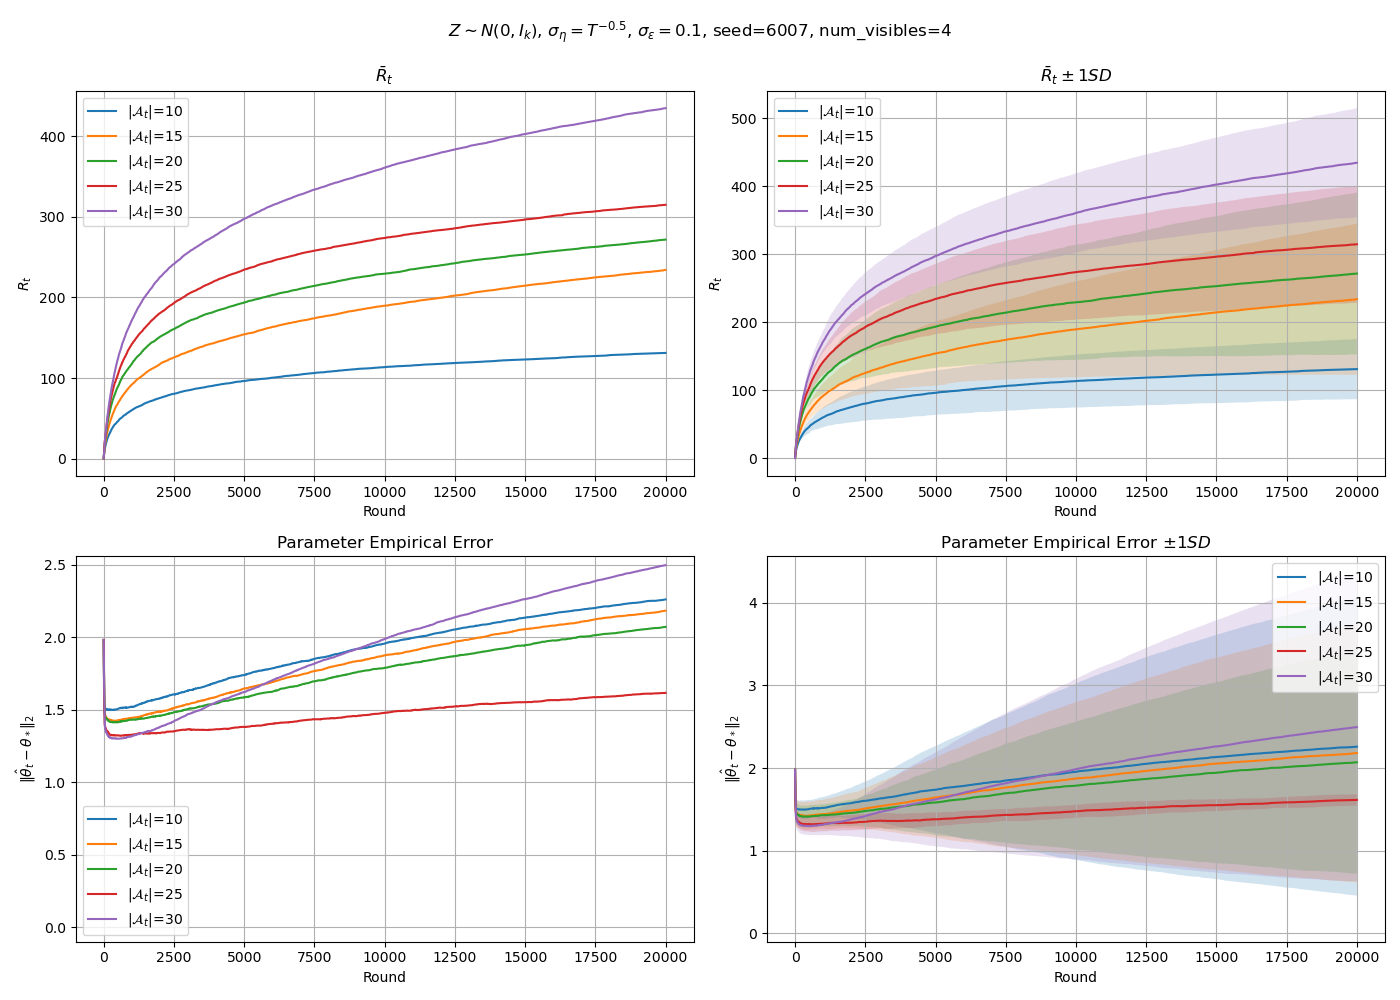 Z ∼ N(0, I_k), σ_η = T^{−0.5}, σ_ε = 0.1, seed=6007, num_visibles=4
R̄_t
R̄_t ± 1SD
|𝒜_t|=10
|𝒜_t|=15
|𝒜_t|=20
|𝒜_t|=25
|𝒜_t|=30
R_t
400
300
200
100
0
0 2500 5000 7500 10000 12500 15000 17500 20000
Round
|𝒜_t|=10
|𝒜_t|=15
|𝒜_t|=20
|𝒜_t|=25
|𝒜_t|=30
R_t
500
400
300
200
100
0
0 2500 5000 7500 10000 12500 15000 17500 20000
Round
Parameter Empirical Error
‖θ̂_t − θ_*‖_2
2.5
2.0
1.5
1.0
0.5
0.0
|𝒜_t|=10
|𝒜_t|=15
|𝒜_t|=20
|𝒜_t|=25
|𝒜_t|=30
0 2500 5000 7500 10000 12500 15000 17500 20000
Round
Parameter Empirical Error ±1SD
‖θ̂_t − θ_*‖_2
4
3
2
1
0
|𝒜_t|=10
|𝒜_t|=15
|𝒜_t|=20
|𝒜_t|=25
|𝒜_t|=30
0 2500 5000 7500 10000 12500 15000 17500 20000
Round